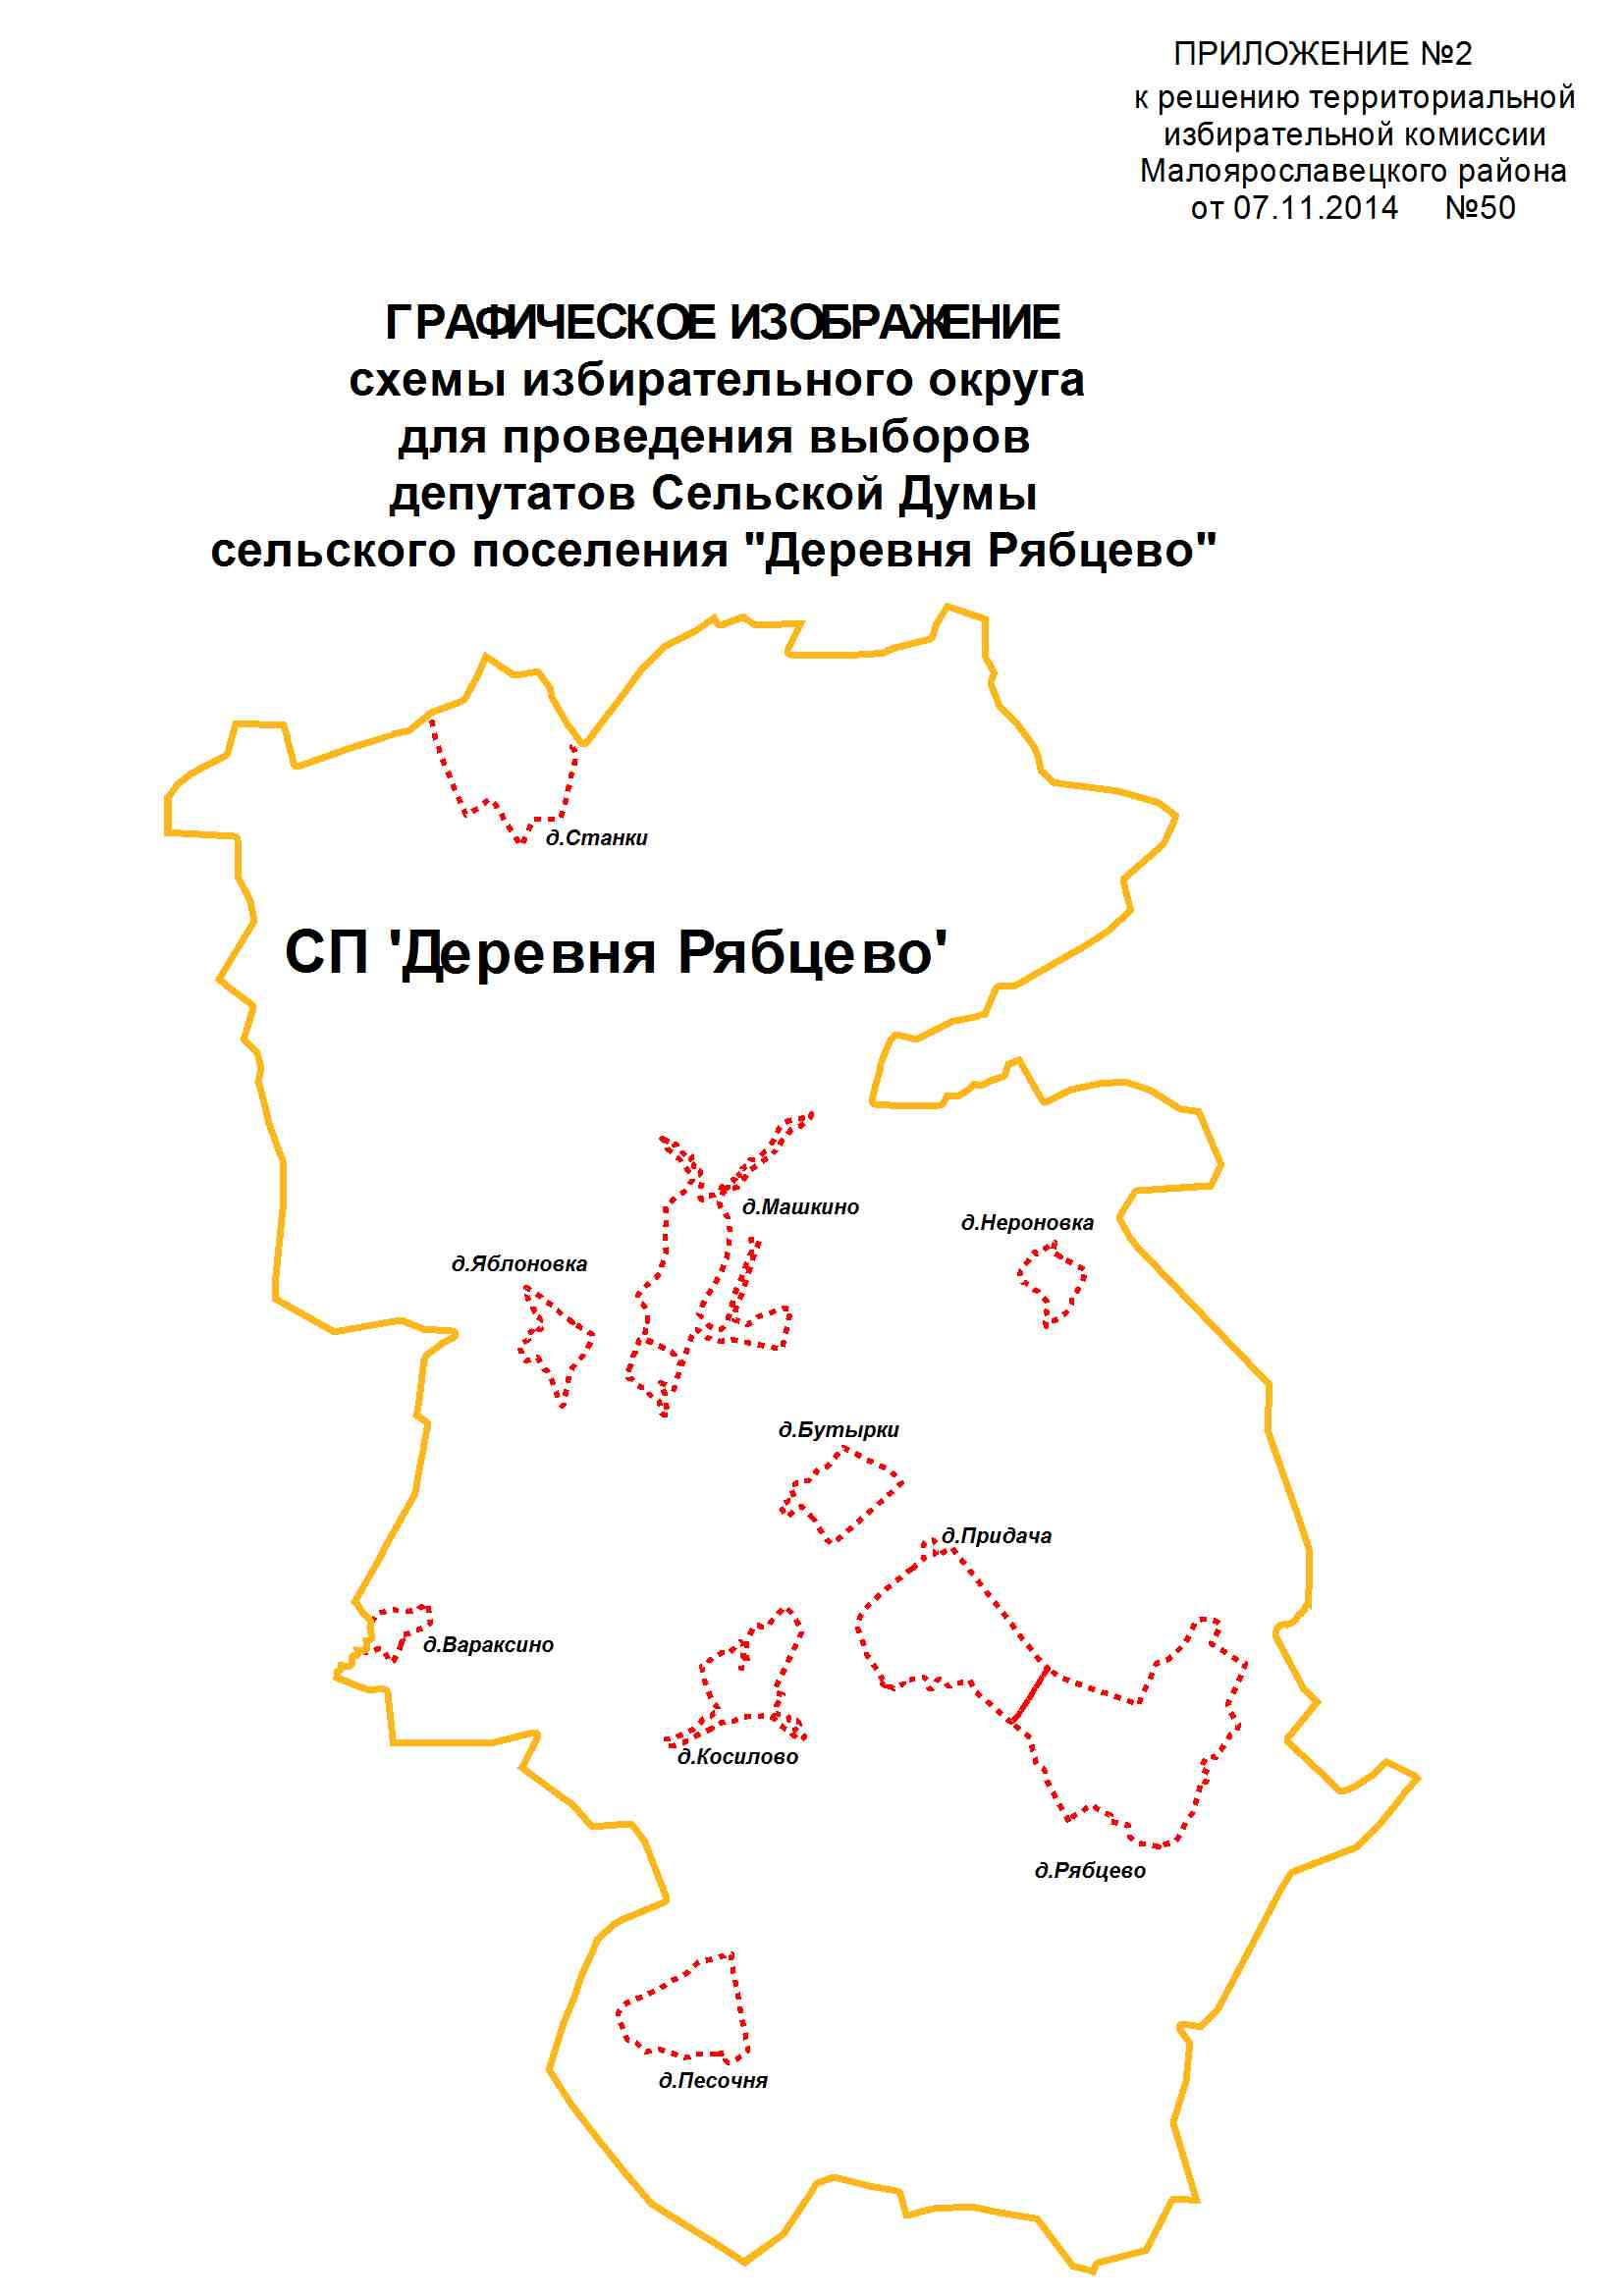 ПРИЛОЖЕНИЕ №2
к решению территориальной
избирательной комиссии
Малоярославецкого района
от 07.11.2014 №50
ГРАФИЧЕСКОЕ ИЗОБРАЖЕНИЕ
схемы избирательного округа
для проведения выборов
депутатов Сельской Думы
сельского поселения "Деревня Рябцево"
д.Станки
СП 'Деревня Рябцево'
д.Машкино
д.Нероновка
д.Яблоновка
д.Бутырки
д.Придача
д.Вараксино
д.Косилово
д.Рябцево
д.Песочня